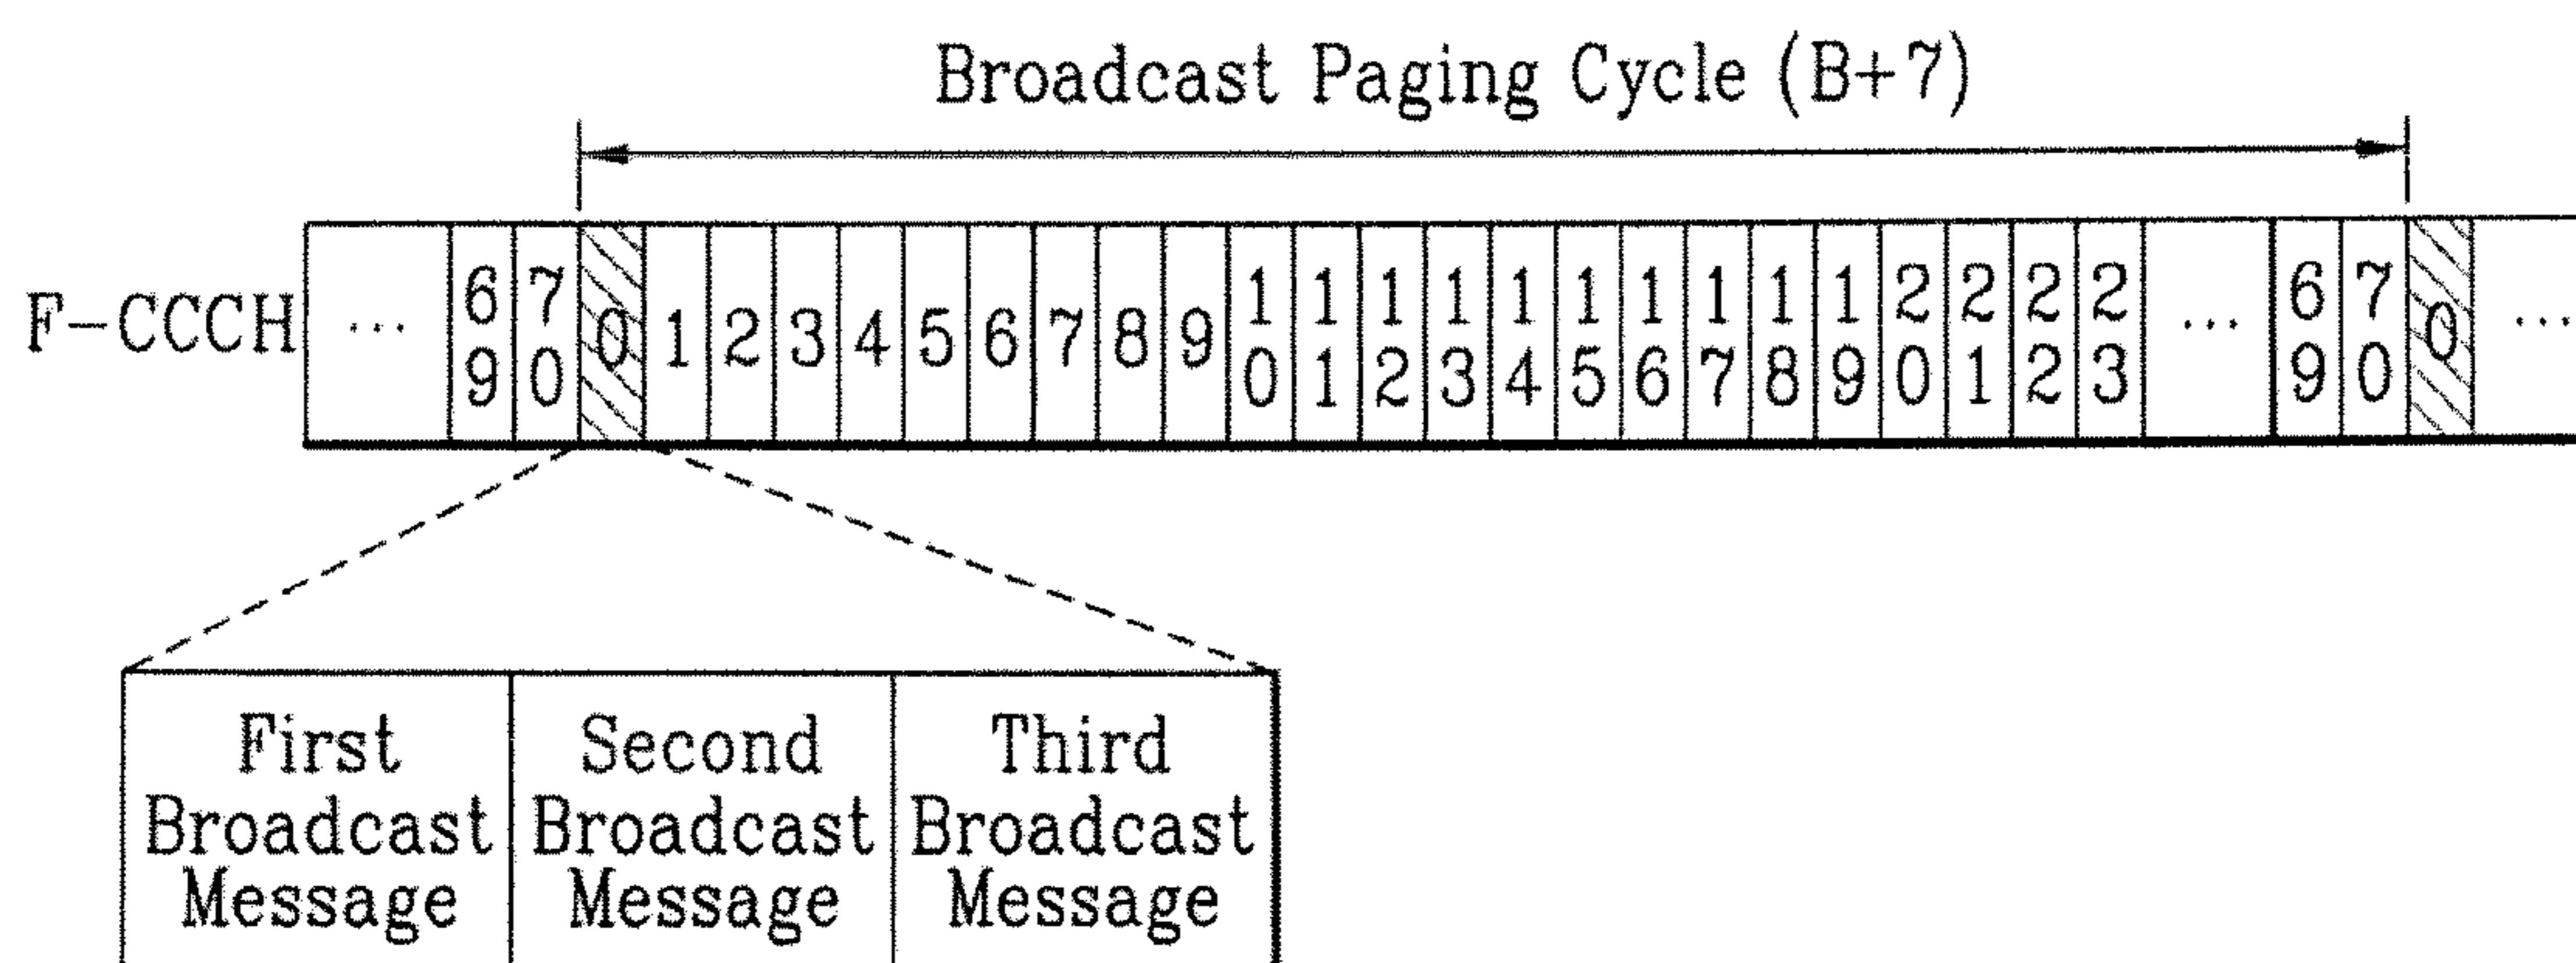 Broadcast Paging Cycle (B+7)
F-CCCH ... 69 70 0 1 2 3 4 5 6 7 8 9 10 11 12 13 14 15 16 17 18 19 20 21 22 23 ... 69 70 0 ...
First Broadcast Message
Second Broadcast Message
Third Broadcast Message